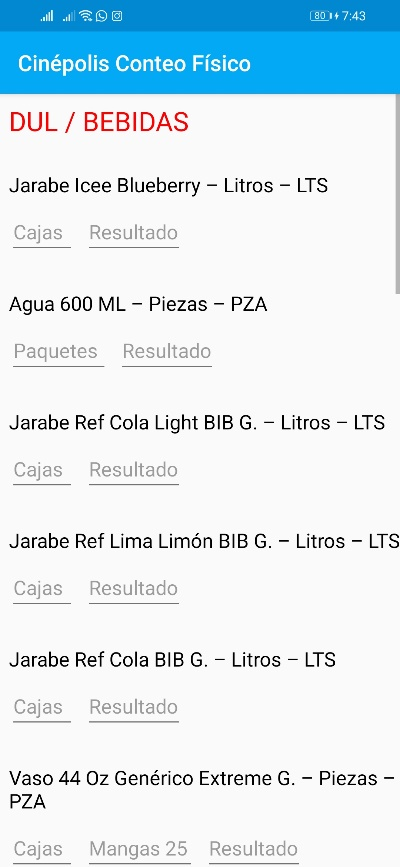 80 7:43
Cinépolis Conteo Físico
DUL / BEBIDAS
Jarabe Icee Blueberry – Litros – LTS
Cajas Resultado
Agua 600 ML – Piezas – PZA
Paquetes Resultado
Jarabe Ref Cola Light BIB G. – Litros – LTS
Cajas Resultado
Jarabe Ref Lima Limón BIB G. – Litros – LTS
Cajas Resultado
Jarabe Ref Cola BIB G. – Litros – LTS
Cajas Resultado
Vaso 44 Oz Genérico Extreme G. – Piezas –
PZA
Cajas Mangas 25 Resultado